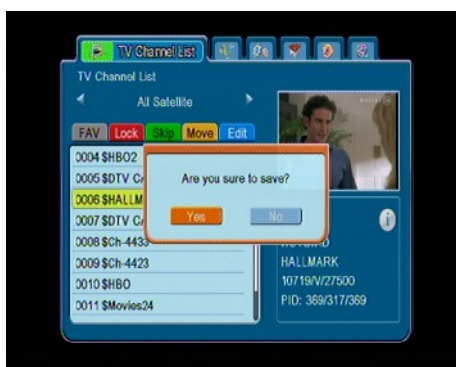 TV Channel List
TV Channel List
All Satellite
FAV Lock Skip Move Edit
0004 $HBO2
0005 $DTV
0006 $HALLM
0007 $DTV
0008 $Ch-4433
0009 $Ch-4423
0010 $HBO
0011 $Movies24
Are you sure to save?
Yes No
HALLMARK
10719/V/27500
PID: 369/317/369